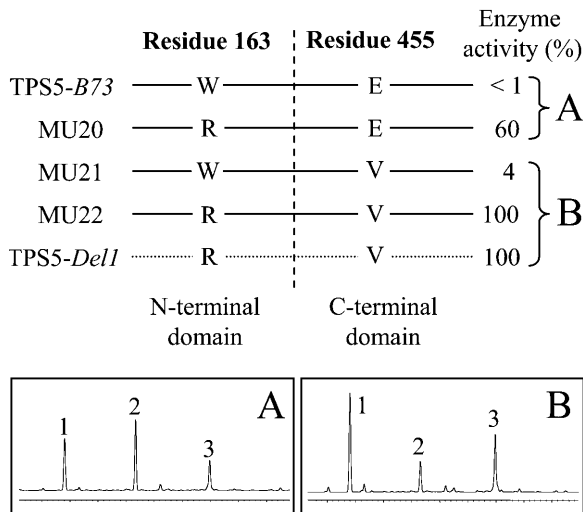 Residue 163 Residue 455 Enzyme activity (%)
TPS5-B73 W E < 1
MU20 R E 60
A
MU21 W V 4
MU22 R V 100
TPS5-Del1 R V 100
B
N-terminal domain
C-terminal domain
A
1 2 3
B
1 2 3